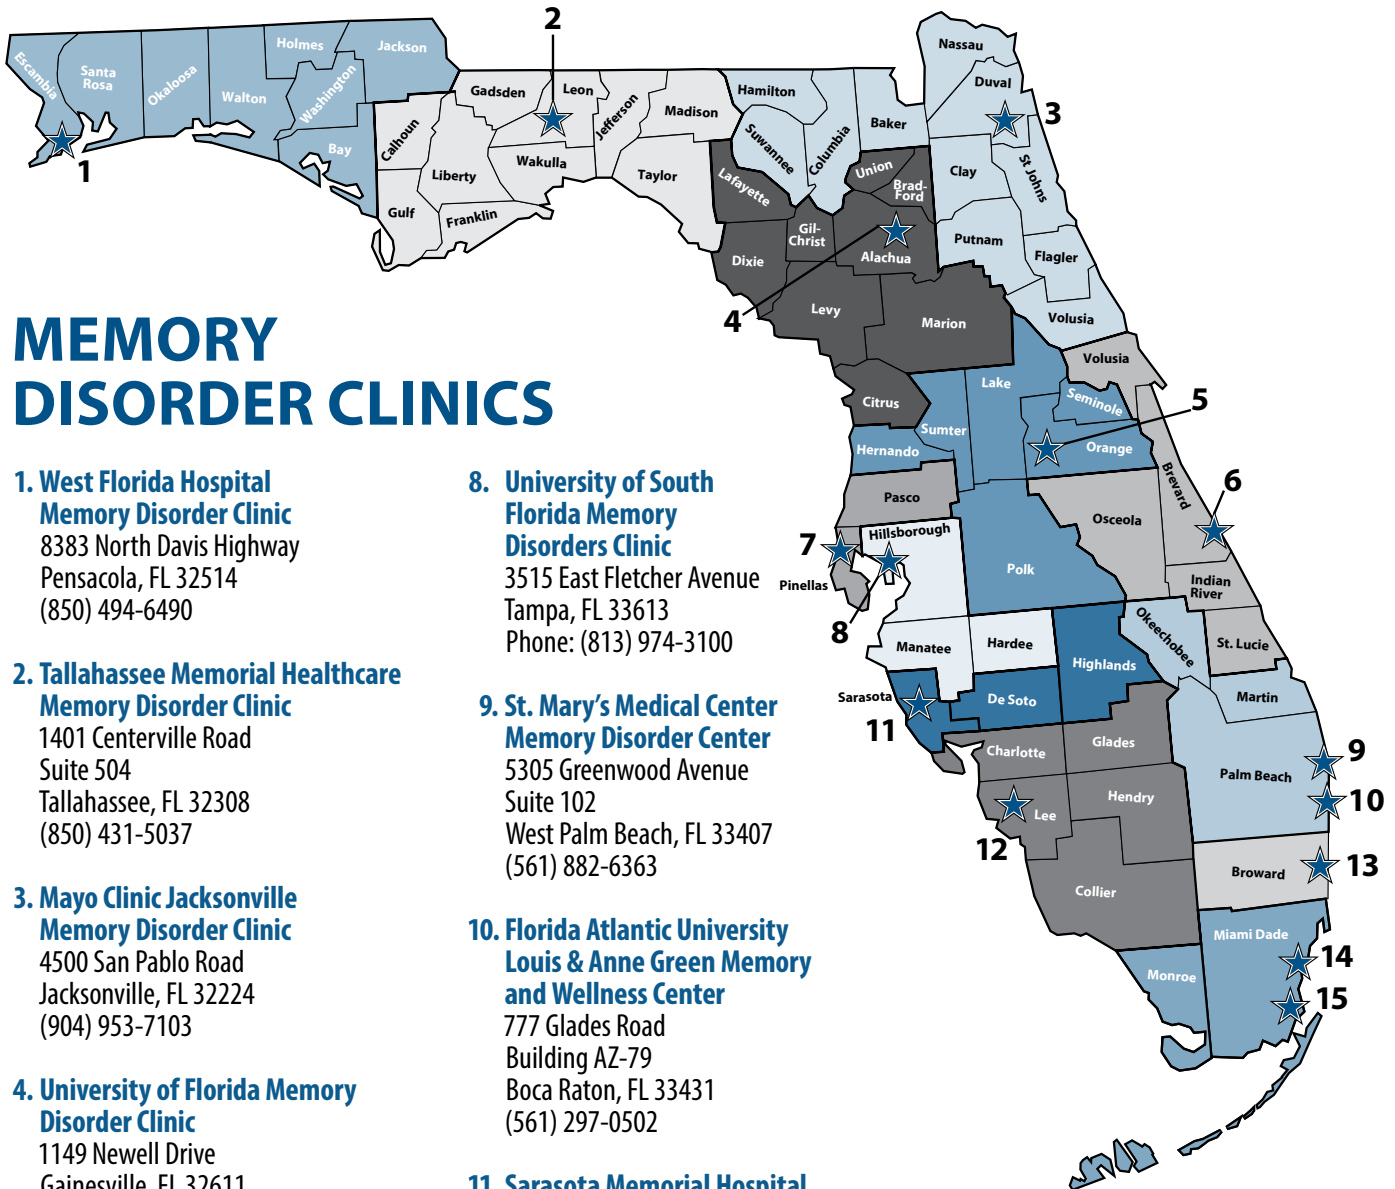 Escambia
Santa
Rosa
Okaloosa
Walton
Holmes
Washington
Jackson
Bay
1
2
Calhoun
Gulf
Liberty
Gadsden
Franklin
Leon
Wakulla
Jefferson
Madison
Taylor
Hamilton
Suwannee
Columbia
Baker
Nassau
Duval
3
St Johns
Clay
Putnam
Flagler
Volusia
Lafayette
Union
Brad-
Ford
Gil-
Christ
Alachua
Dixie
Levy
Marion
4
Citrus
Volusia
Lake
Seminole
5
Sumter
Orange
Hernando
Brevard
6
Pasco
Osceola
Hillsborough
7
Pinellas
Polk
Indian
River
8
Manatee
Hardee
Highlands
Okeechobee
St. Lucie
Sarasota
De Soto
Martin
11
Charlotte
Glades
Palm Beach
9
10
Lee
Hendry
12
Broward
13
Collier
Miami Dade
14
Monroe
15
MEMORY
DISORDER CLINICS
1. West Florida Hospital
Memory Disorder Clinic
8383 North Davis Highway
Pensacola, FL 32514
(850) 494-6490
2. Tallahassee Memorial Healthcare
Memory Disorder Clinic
1401 Centerville Road
Suite 504
Tallahassee, FL 32308
(850) 431-5037
3. Mayo Clinic Jacksonville
Memory Disorder Clinic
4500 San Pablo Road
Jacksonville, FL 32224
(904) 953-7103
4. University of Florida Memory
Disorder Clinic
1149 Newell Drive
Gainesville, FL 32611
8. University of South
Florida Memory
Disorders Clinic
3515 East Fletcher Avenue
Tampa, FL 33613
Phone: (813) 974-3100
9. St. Mary's Medical Center
Memory Disorder Center
5305 Greenwood Avenue
Suite 102
West Palm Beach, FL 33407
(561) 882-6363
10. Florida Atlantic University
Louis & Anne Green Memory
and Wellness Center
777 Glades Road
Building AZ-79
Boca Raton, FL 33431
(561) 297-0502
11. Sarasota Memorial Hospital